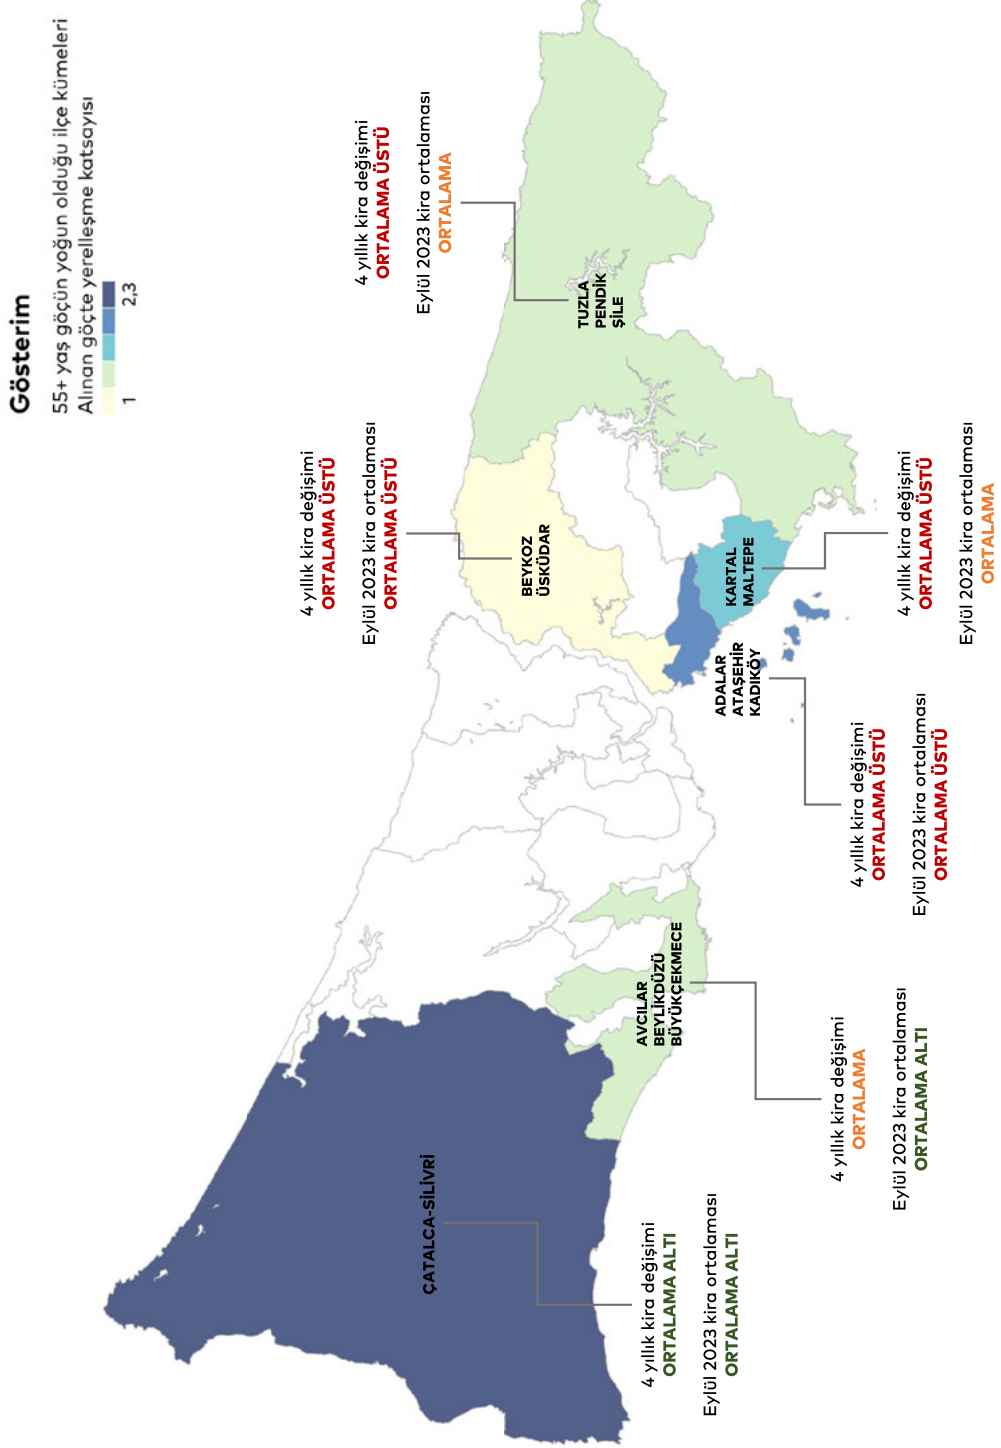 Gösterim
55+ yaş göçün yoğun olduğu ilçe kümeleri
Alınan göçte yerelleşme katsayısı
1
2,3
ÇATALCA-SİLİVRİ
4 yıllık kira değişimi
ORTALAMA ALTI
Eylül 2023 kira ortalaması
ORTALAMA ALTI
AVCILAR
BEYLİKDÜZÜ
BÜYÜKÇEKMECE
4 yıllık kira değişimi
ORTALAMA
Eylül 2023 kira ortalaması
ORTALAMA ALTI
ADALAR
ATAŞEHİR
KADIKÖY
4 yıllık kira değişimi
ORTALAMA ÜSTÜ
Eylül 2023 kira ortalaması
ORTALAMA ÜSTÜ
BEYKOZ
ÜSKÜDAR
4 yıllık kira değişimi
ORTALAMA ÜSTÜ
Eylül 2023 kira ortalaması
ORTALAMA ÜSTÜ
KARTAL
MALTEPE
4 yıllık kira değişimi
ORTALAMA ÜSTÜ
Eylül 2023 kira ortalaması
ORTALAMA
TUZLA
PENDİK
ŞİLE
4 yıllık kira değişimi
ORTALAMA ÜSTÜ
Eylül 2023 kira ortalaması
ORTALAMA